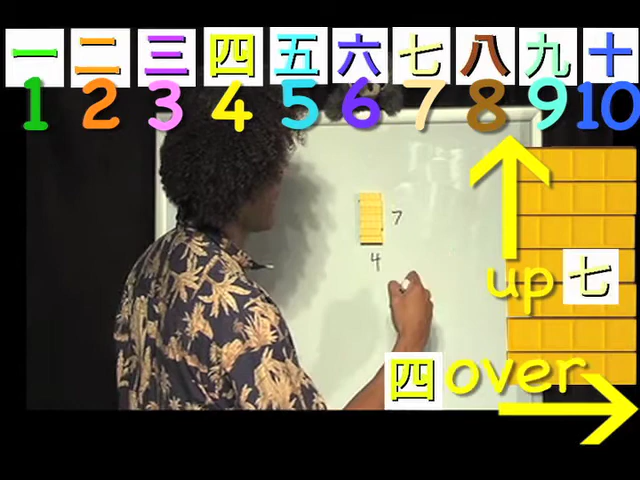 一 二 三 四 五 六 七 八 九 十
1 2 3 4 5 6 7 8 9 10
7
4
up 七
四 over